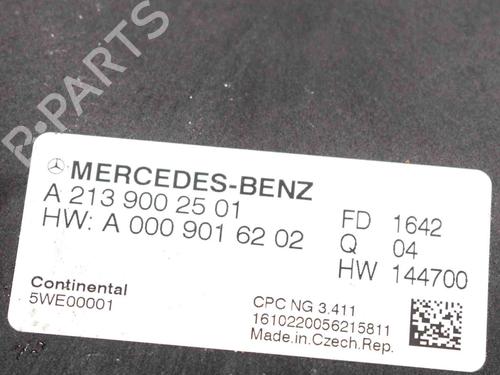 B-PARTS
MERCEDES-BENZ
A 213 900 25 01
HW: A 000 901 62 02
FD 1642
Q 04
HW 144700
Continental
5WE00001
CPC NG 3.411
1610220056215811
Made.in.Czech.Rep.